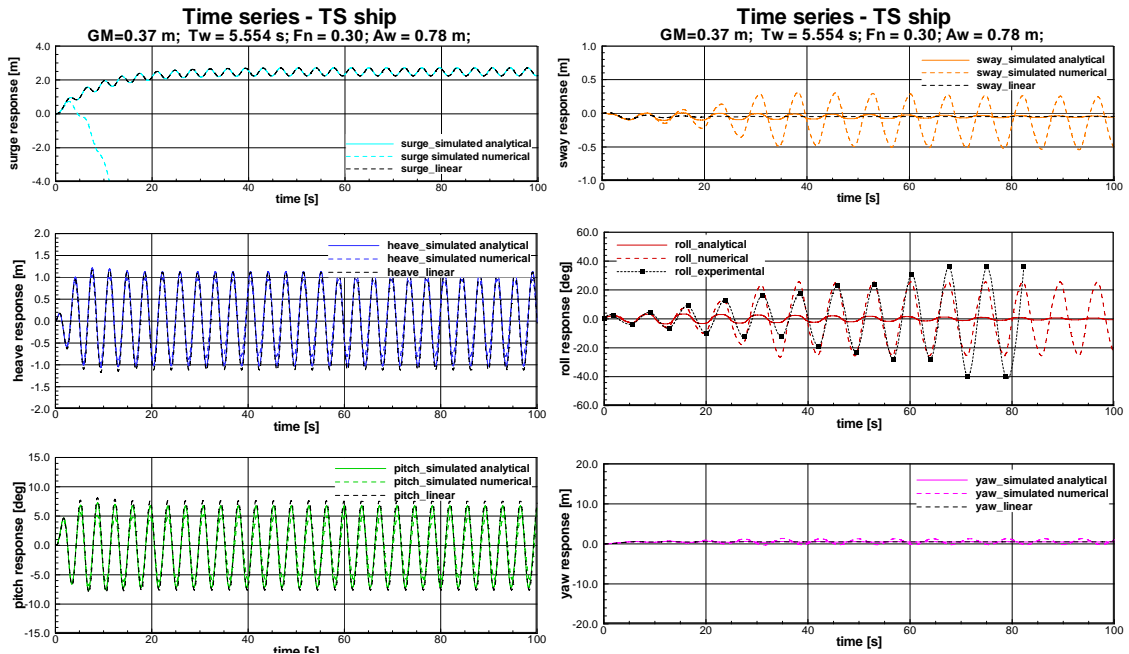 Time series - TS ship
GM=0.37 m;  Tw = 5.554 s; Fn = 0.30; Aw = 0.78 m;
surge response [m]
4.0
2.0
0.0
-2.0
-4.0
surge_simulated analytical
surge simulated numerical
surge_linear
0 20 40 60 80 100
time [s]
heave response [m]
2.0
1.5
1.0
0.5
0.0
-0.5
-1.0
-1.5
-2.0
heave_simulated analytical
heave_simulated numerical
heave_linear
0 20 40 60 80 100
time [s]
pitch response [deg]
15.0
10.0
5.0
0.0
-5.0
-10.0
-15.0
pitch_simulated analytical
pitch_simulated numerical
pitch_linear
0 20 40 60 80 100
time [s]
Time series - TS ship
GM=0.37 m;  Tw = 5.554 s; Fn = 0.30; Aw = 0.78 m;
sway response [m]
1.0
0.5
0.0
-0.5
-1.0
sway_simulated analytical
sway_simulated numerical
sway_linear
0 20 40 60 80 100
time [s]
roll response [deg]
60.0
40.0
20.0
0.0
-20.0
-40.0
-60.0
roll_analytical
roll_numerical
roll_experimental
0 20 40 60 80 100
time [s]
yaw response [m]
20.0
10.0
0.0
-10.0
-20.0
yaw_simulated analytical
yaw_simulated numerical
yaw_linear
0 20 40 60 80 100
time [s]